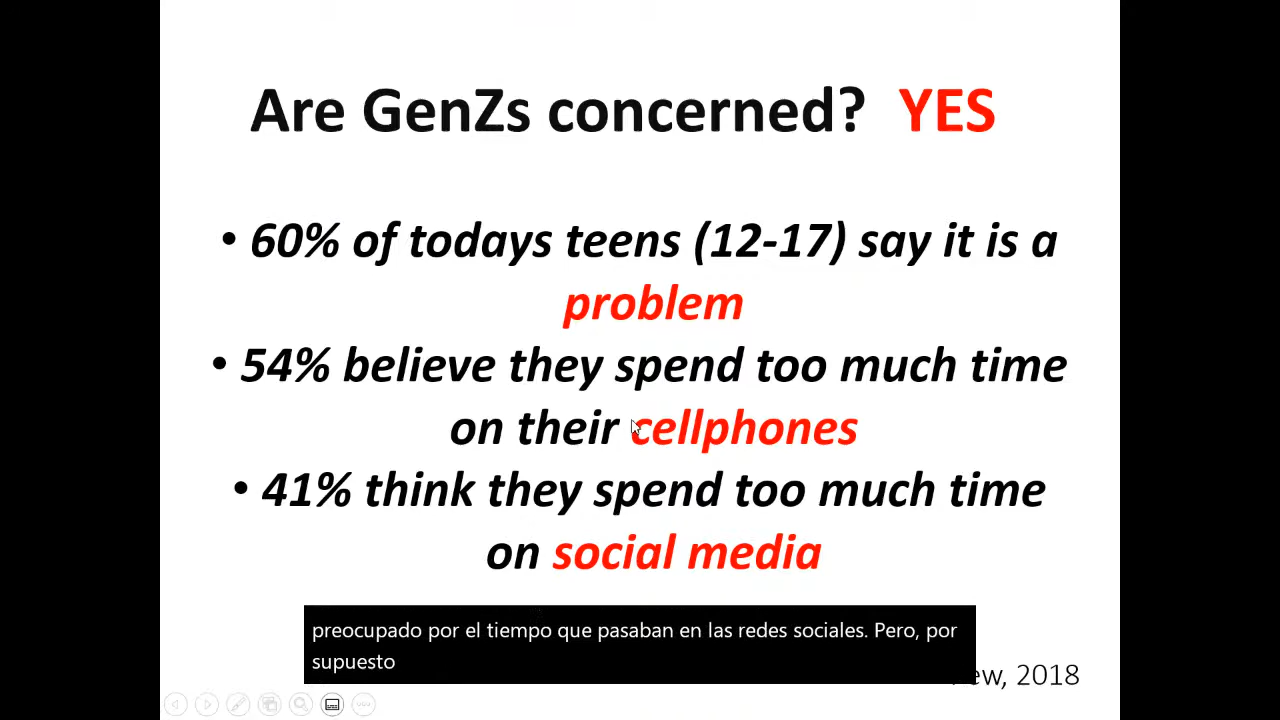 Are GenZs concerned? YES
• 60% of todays teens (12-17) say it is a
problem
• 54% believe they spend too much time
on their cellphones
• 41% think they spend too much time
on social media
preocupado por el tiempo que pasaban en las redes sociales. Pero, por
supuesto
2018